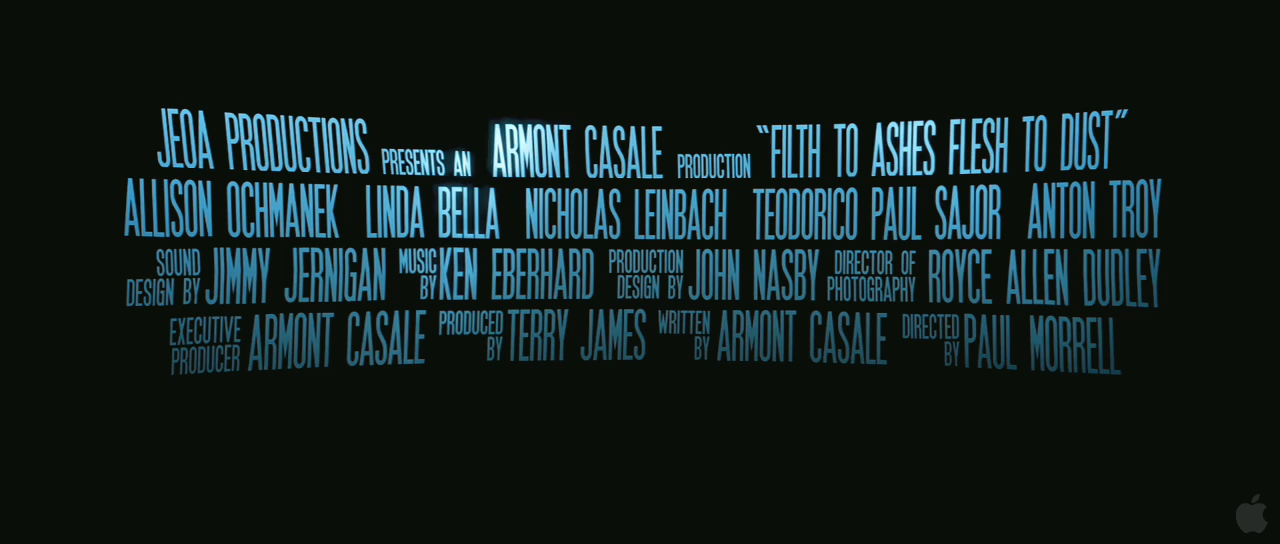 JEOA PRODUCTIONS PRESENTS AN ARMONT CASALE PRODUCTION "FILTH TO ASHES FLESH TO DUST"
ALLISON OCHMANEK LINDA BELLA NICHOLAS LEINBACH TEODORICO PAUL SAJOR ANTON TROY
SOUND DESIGN BY JIMMY JERNIGAN MUSIC BY KEN EBERHARD PRODUCTION DESIGN BY JOHN NASBY DIRECTOR OF PHOTOGRAPHY ROYCE ALLEN DUDLEY
EXECUTIVE PRODUCER ARMONT CASALE PRODUCED BY TERRY JAMES WRITTEN BY ARMONT CASALE DIRECTED BY PAUL MORRELL